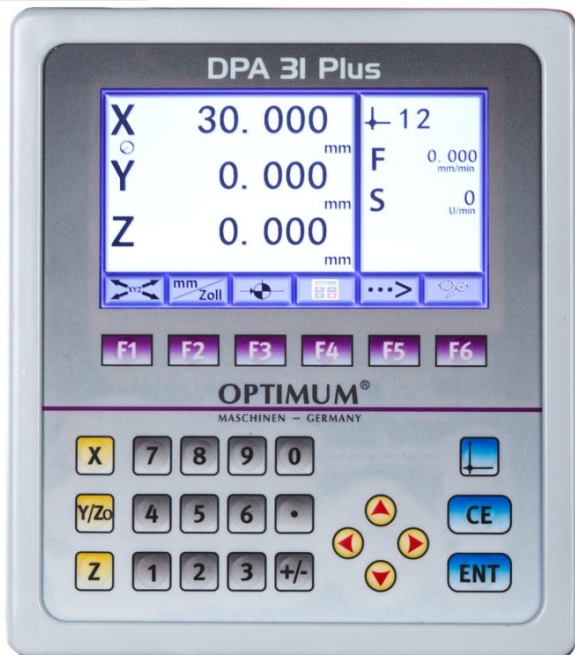 DPA 3I Plus
X 30. 000 mm
Y 0. 000 mm
Z 0. 000 mm
12
F 0. 000 mm/min
S 0 U/min
XYZ mm/Zoll ···>
F1 F2 F3 F4 F5 F6
OPTIMUM®
MASCHINEN – GERMANY
X 7 8 9 0
Y/Zo 4 5 6 • CE
Z 1 2 3 +/- ENT